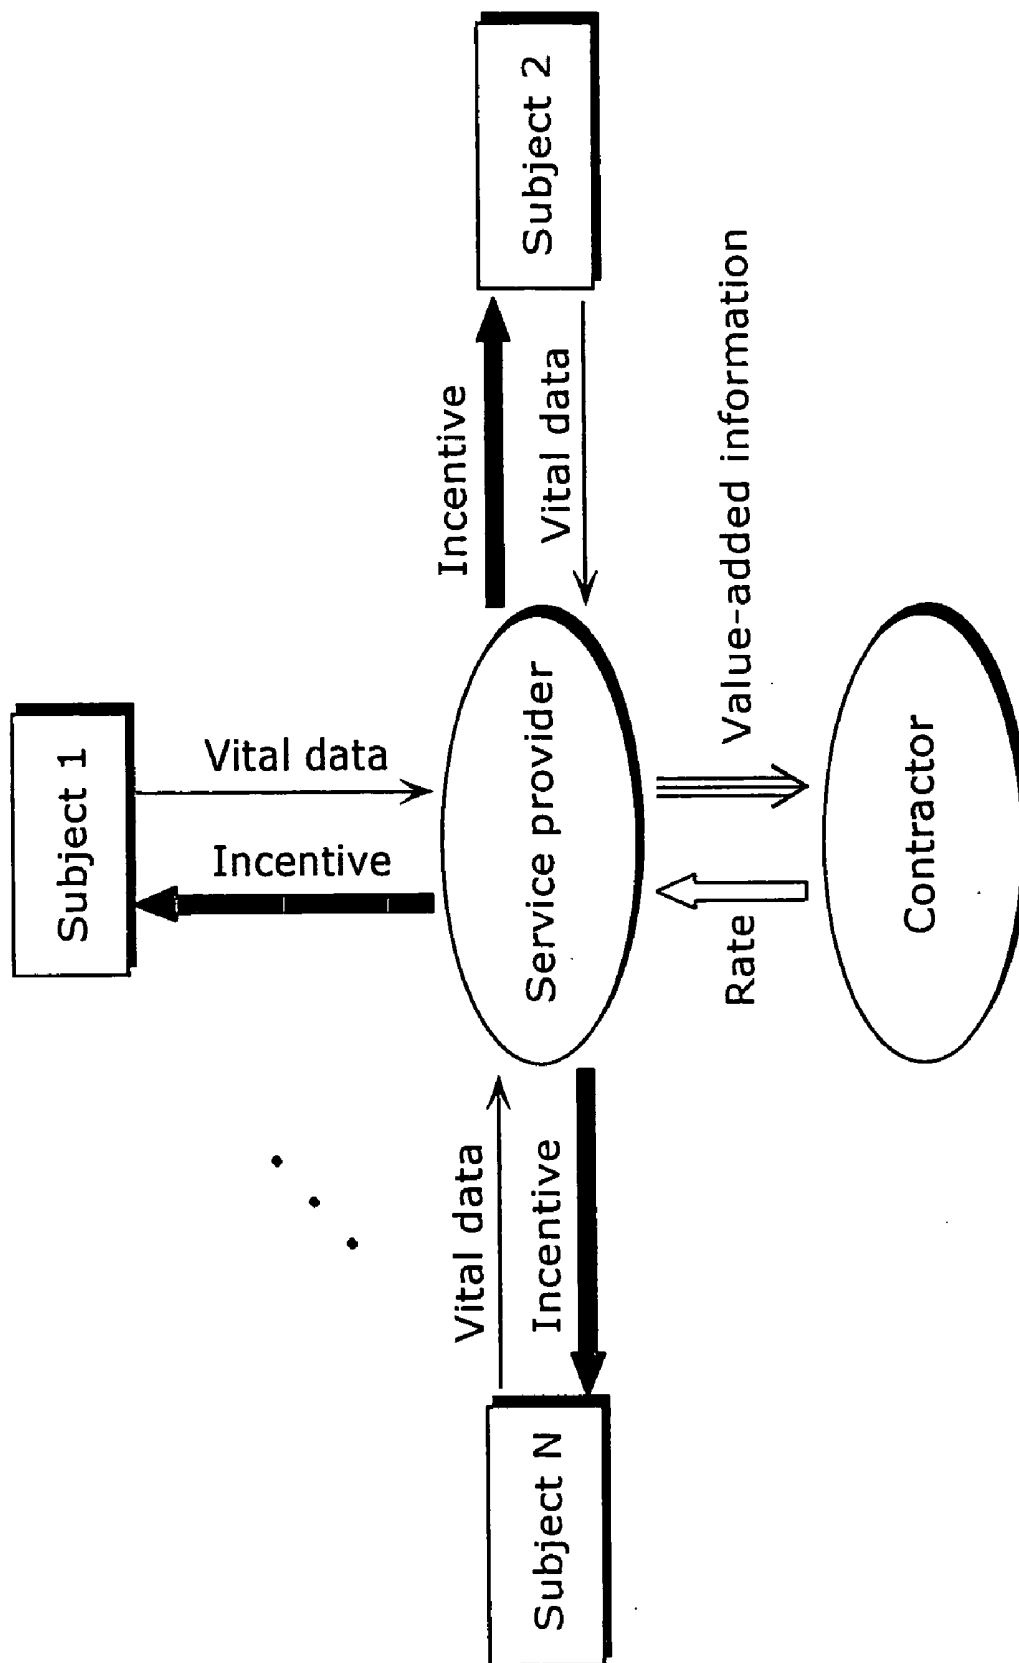 Subject 2
Incentive
Vital data
Value-added information
Subject 1
Vital data
Incentive
Service provider
Rate
Contractor
Vital data
Incentive
Subject N